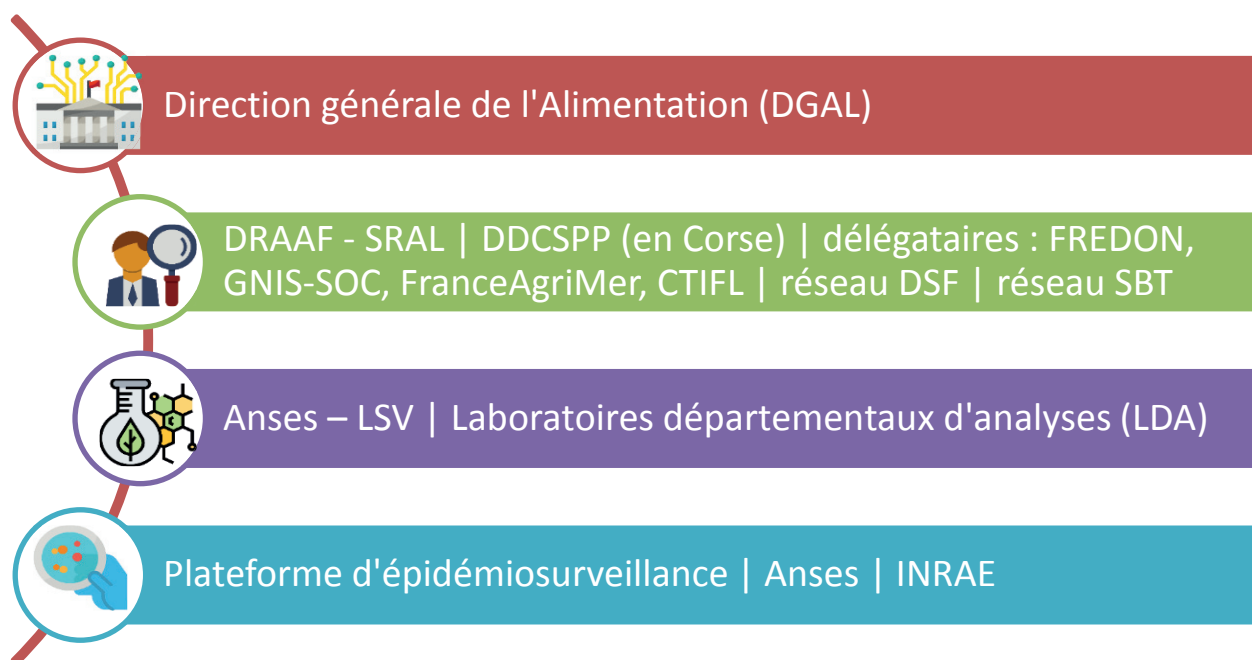 Direction générale de l'Alimentation (DGAL)
DRAAF - SRAL | DDCSPP (en Corse) | délégataires : FREDON,
GNIS-SOC, FranceAgriMer, CTIFL | réseau DSF | réseau SBT
Anses – LSV | Laboratoires départementaux d'analyses (LDA)
Plateforme d'épidémiosurveillance | Anses | INRAE